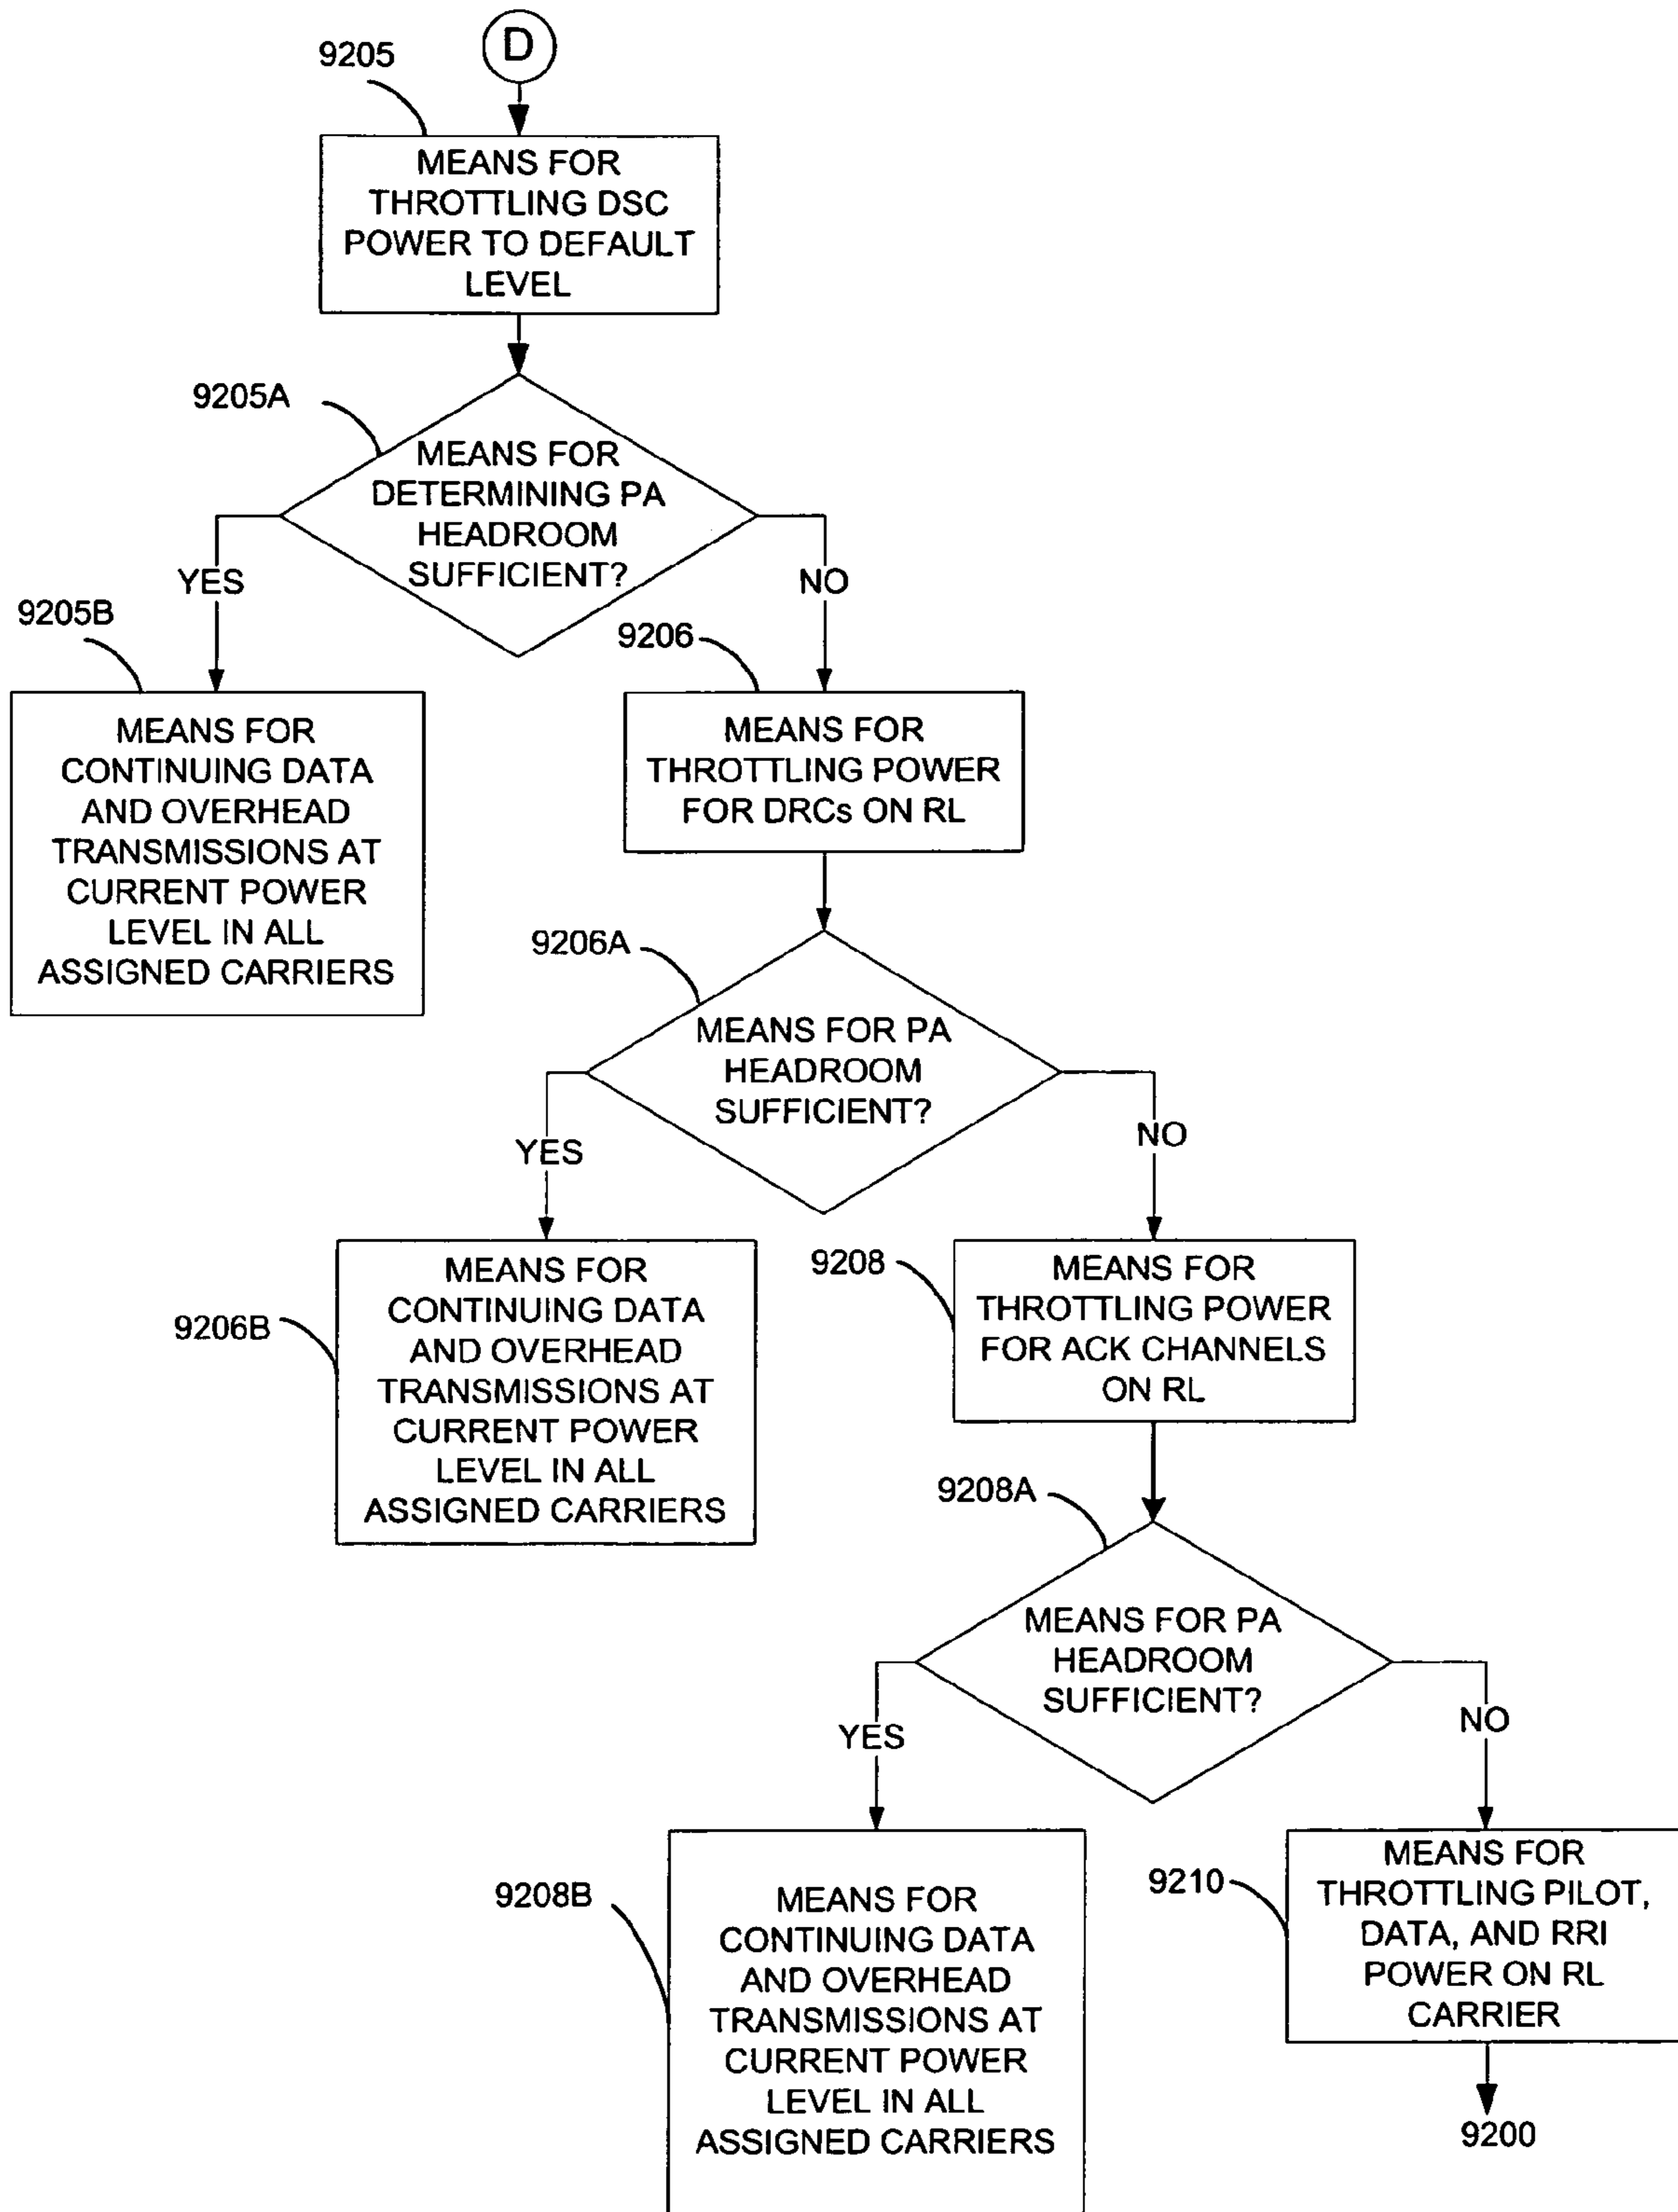 D
9205
MEANS FOR
THROTTLING DSC
POWER TO DEFAULT
LEVEL
9205A
MEANS FOR
DETERMINING PA
HEADROOM
SUFFICIENT?
YES
NO
9205B
MEANS FOR
CONTINUING DATA
AND OVERHEAD
TRANSMISSIONS AT
CURRENT POWER
LEVEL IN ALL
ASSIGNED CARRIERS
9206
MEANS FOR
THROTTLING POWER
FOR DRCs ON RL
9206A
MEANS FOR PA
HEADROOM
SUFFICIENT?
YES
NO
9206B
MEANS FOR
CONTINUING DATA
AND OVERHEAD
TRANSMISSIONS AT
CURRENT POWER
LEVEL IN ALL
ASSIGNED CARRIERS
9208
MEANS FOR
THROTTLING POWER
FOR ACK CHANNELS
ON RL
9208A
MEANS FOR PA
HEADROOM
SUFFICIENT?
YES
NO
9208B
MEANS FOR
CONTINUING DATA
AND OVERHEAD
TRANSMISSIONS AT
CURRENT POWER
LEVEL IN ALL
ASSIGNED CARRIERS
9210
MEANS FOR
THROTTLING PILOT,
DATA, AND RRI
POWER ON RL
CARRIER
9200